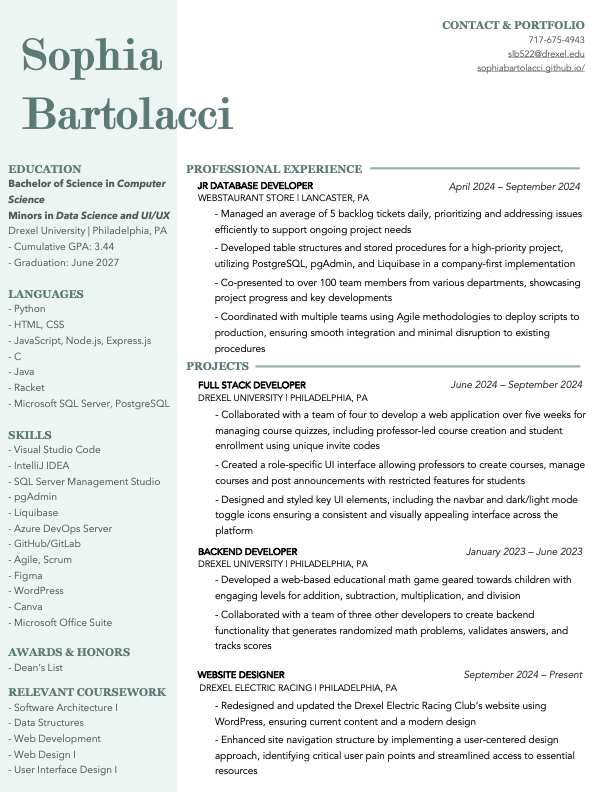 Sophia
Bartolacci
CONTACT & PORTFOLIO
717-675-4943
slb522@drexel.edu
sophiabartolacci.github.io/
EDUCATION
Bachelor of Science in Computer
Science
Minors in Data Science and UI/UX
Drexel University | Philadelphia, PA
- Cumulative GPA: 3.44
- Graduation: June 2027
LANGUAGES
- Python
- HTML, CSS
- JavaScript, Node.js, Express.js
- C
- Java
- Racket
- Microsoft SQL Server, PostgreSQL
SKILLS
- Visual Studio Code
- IntelliJ IDEA
- SQL Server Management Studio
- pgAdmin
- Liquibase
- Azure DevOps Server
- GitHub/GitLab
- Agile, Scrum
- Figma
- WordPress
- Canva
- Microsoft Office Suite
AWARDS & HONORS
- Dean's List
RELEVANT COURSEWORK
- Software Architecture I
- Data Structures
- Web Development
- Web Design I
- User Interface Design I
PROFESSIONAL EXPERIENCE
JR DATABASE DEVELOPER April 2024 – September 2024
WEBSTAURANT STORE | LANCASTER, PA
- Managed an average of 5 backlog tickets daily, prioritizing and addressing issues
efficiently to support ongoing project needs
- Developed table structures and stored procedures for a high-priority project,
utilizing PostgreSQL, pgAdmin, and Liquibase in a company-first implementation
- Co-presented to over 100 team members from various departments, showcasing
project progress and key developments
- Coordinated with multiple teams using Agile methodologies to deploy scripts to
production, ensuring smooth integration and minimal disruption to existing
procedures
PROJECTS
FULL STACK DEVELOPER June 2024 – September 2024
DREXEL UNIVERSITY | PHILADELPHIA, PA
- Collaborated with a team of four to develop a web application over five weeks for
managing course quizzes, including professor-led course creation and student
enrollment using unique invite codes
- Created a role-specific UI interface allowing professors to create courses, manage
courses and post announcements with restricted features for students
- Designed and styled key UI elements, including the navbar and dark/light mode
toggle icons ensuring a consistent and visually appealing interface across the
platform
BACKEND DEVELOPER January 2023 – June 2023
DREXEL UNIVERSITY | PHILADELPHIA, PA
- Developed a web-based educational math game geared towards children with
engaging levels for addition, subtraction, multiplication, and division
- Collaborated with a team of three other developers to create backend
functionality that generates randomized math problems, validates answers, and
tracks scores
WEBSITE DESIGNER September 2024 – Present
DREXEL ELECTRIC RACING | PHILADELPHIA, PA
- Redesigned and updated the Drexel Electric Racing Club's website using
WordPress, ensuring current content and a modern design
- Enhanced site navigation structure by implementing a user-centered design
approach, identifying critical user pain points and streamlined access to essential
resources